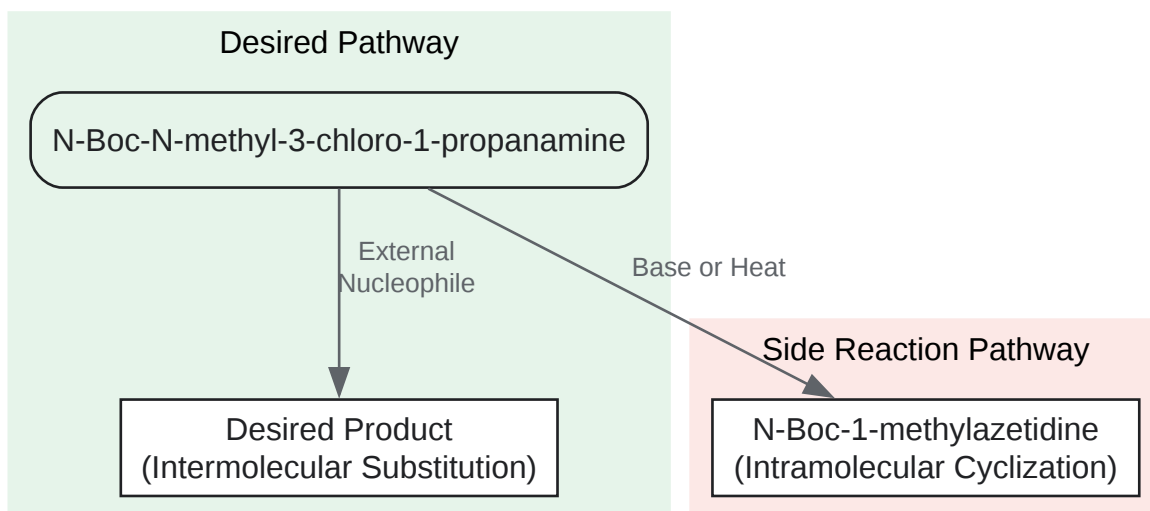 Desired Pathway
N-Boc-N-methyl-3-chloro-1-propanamine
External
Nucleophile
Base or Heat
Side Reaction Pathway
Desired Product
(Intermolecular Substitution)
N-Boc-1-methylazetidine
(Intramolecular Cyclization)